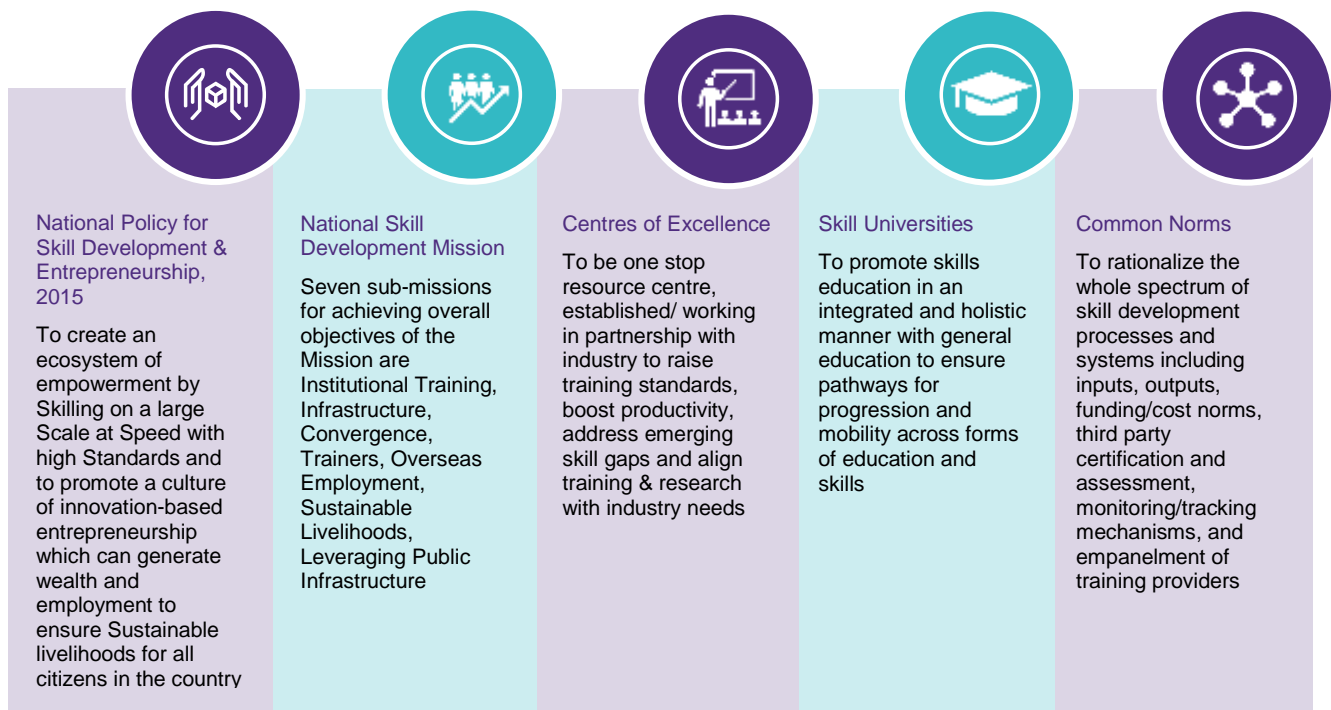 National Policy for
Skill Development &
Entrepreneurship,
2015
To create an
ecosystem of
empowerment by
Skilling on a large
Scale at Speed with
high Standards and
to promote a culture
of innovation-based
entrepreneurship
which can generate
wealth and
employment to
ensure Sustainable
livelihoods for all
citizens in the country
National Skill
Development Mission
Seven sub-missions
for achieving overall
objectives of the
Mission are
Institutional Training,
Infrastructure,
Convergence,
Trainers, Overseas
Employment,
Sustainable
Livelihoods,
Leveraging Public
Infrastructure
Centres of Excellence
To be one stop
resource centre,
established/ working
in partnership with
industry to raise
training standards,
boost productivity,
address emerging
skill gaps and align
training & research
with industry needs
Skill Universities
To promote skills
education in an
integrated and holistic
manner with general
education to ensure
pathways for
progression and
mobility across forms
of education and
skills
Common Norms
To rationalize the
whole spectrum of
skill development
processes and
systems including
inputs, outputs,
funding/cost norms,
third party
certification and
assessment,
monitoring/tracking
mechanisms, and
empanelment of
training providers